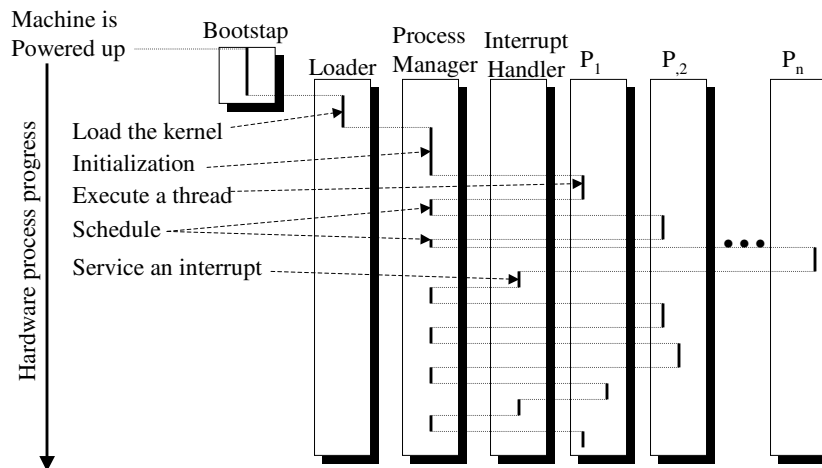 Machine is
Powered up
Bootstap
Loader
Process
Manager
Interrupt
Handler
P1
P,2
Pn
Load the kernel
Initialization
Execute a thread
Schedule
Service an interrupt
Hardware process progress